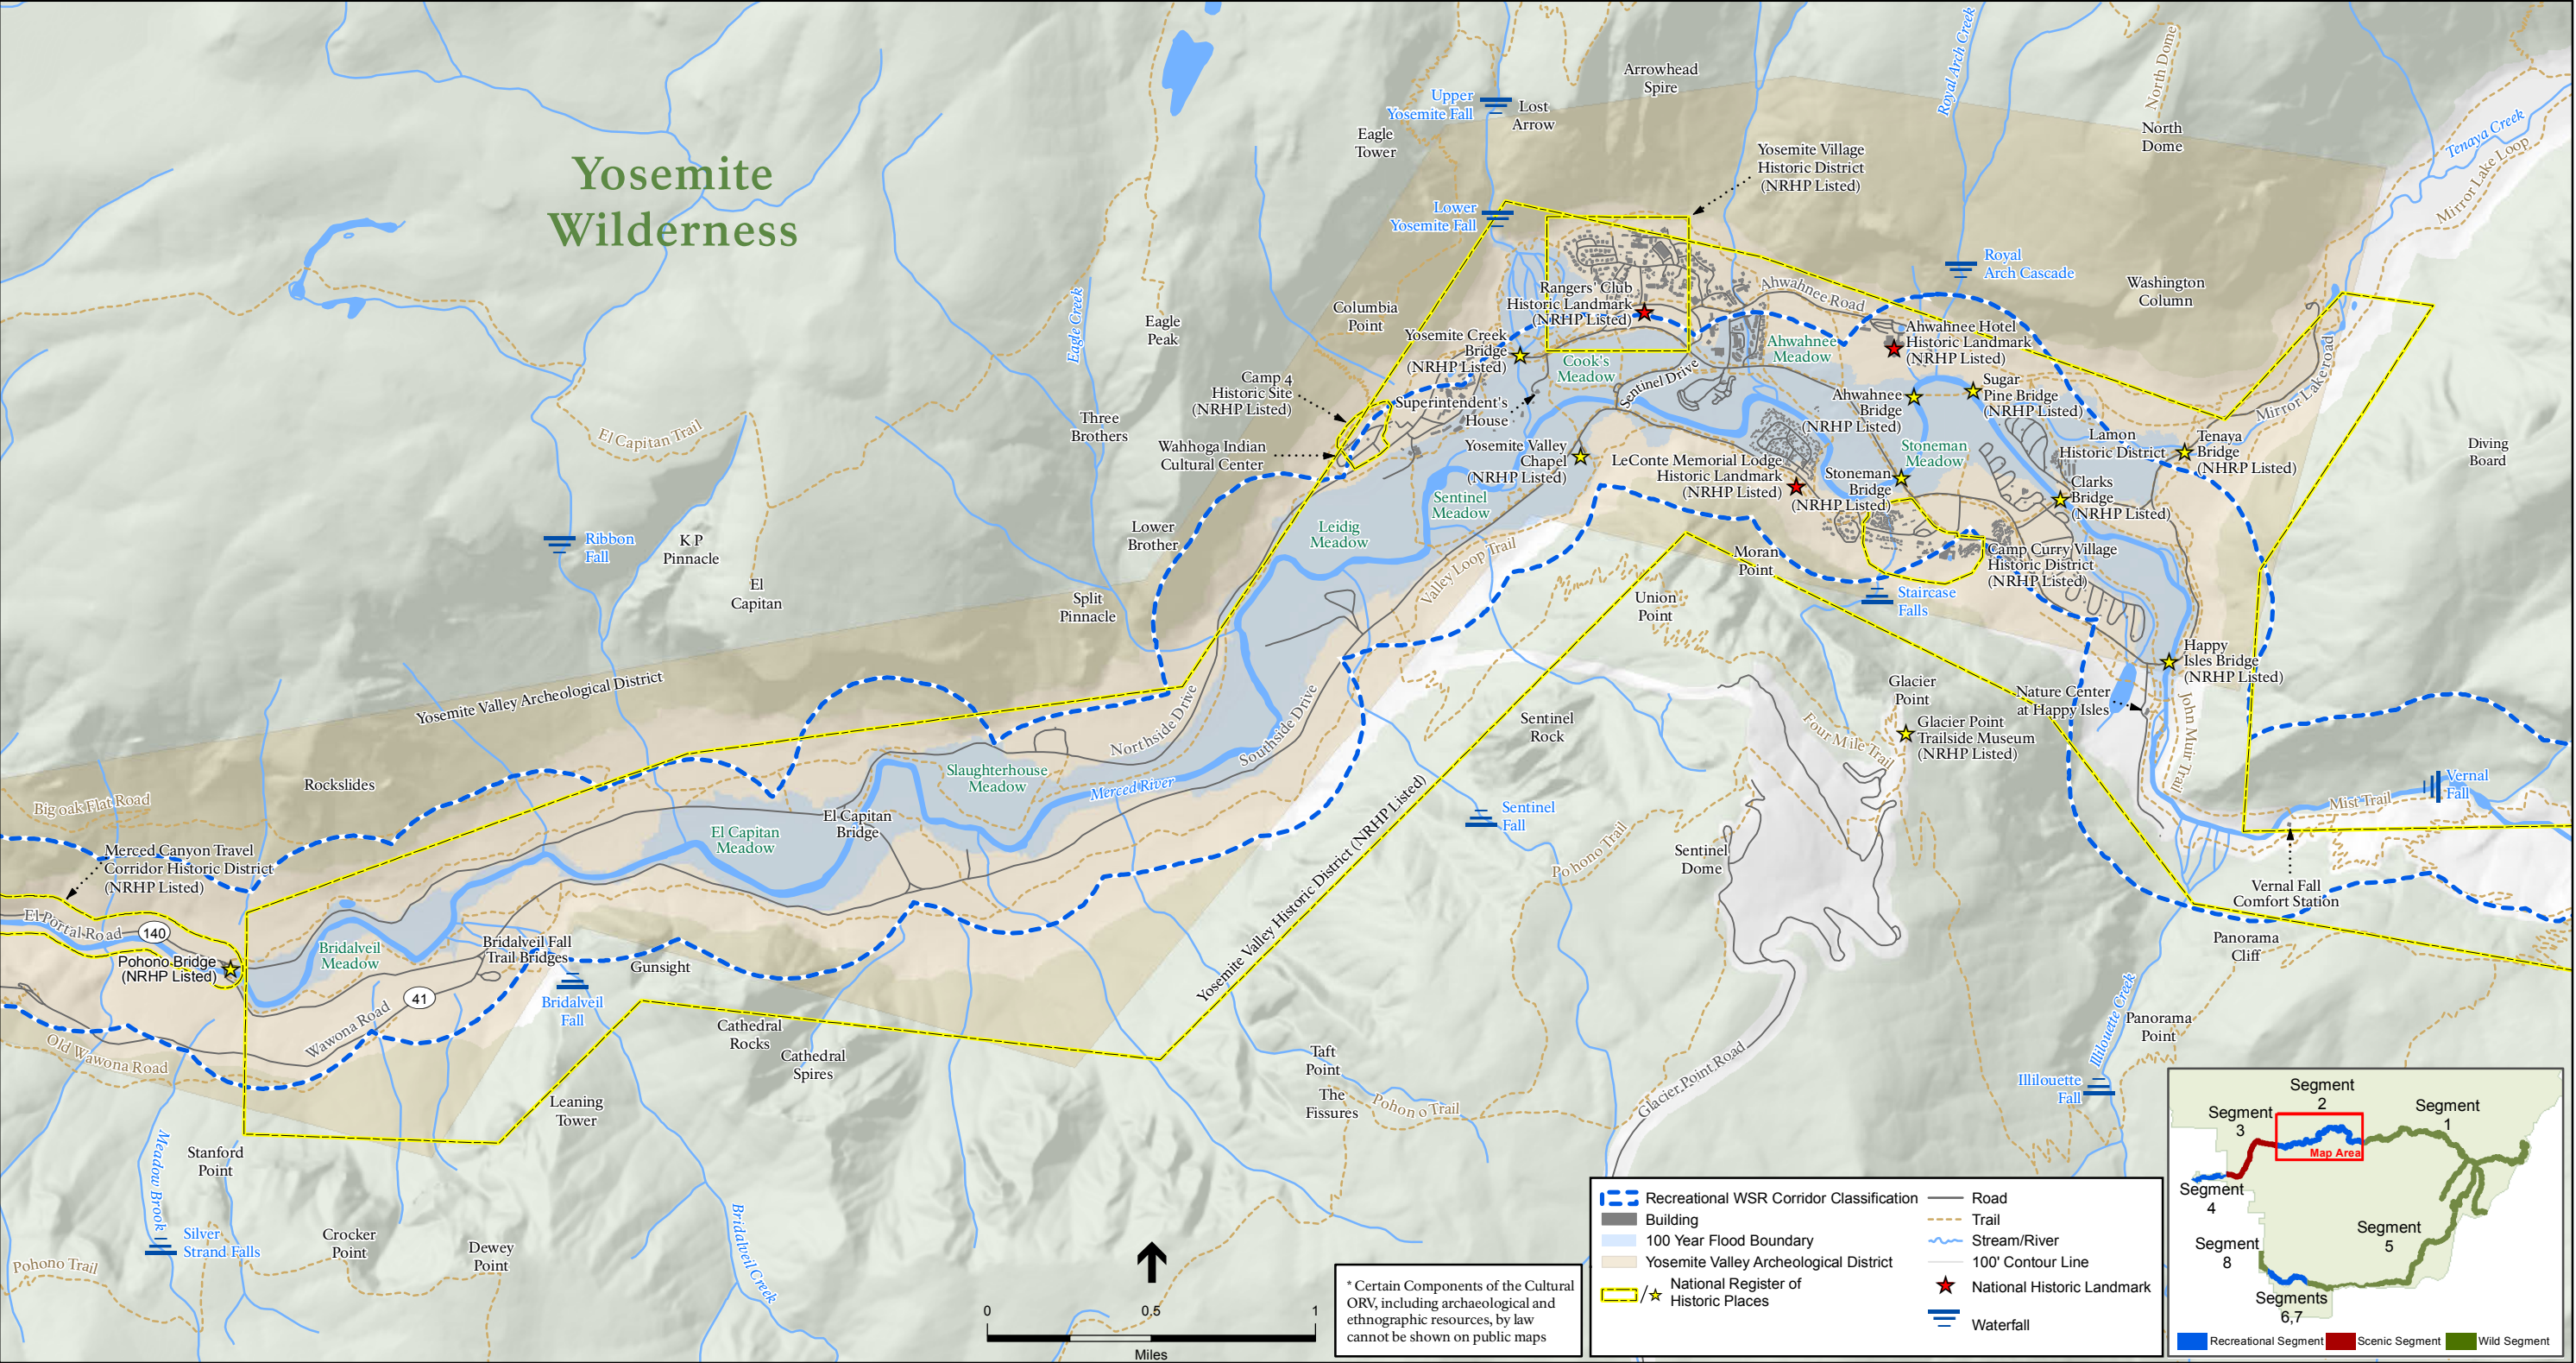 Yosemite
Wilderness
Upper
Yosemite Fall
Lost
Arrow
Eagle
Tower
Arrowhead
Spire
Royal Arch Creek
North Dome
North
Dome
Tenaya Creek
Mirror Lake Loop
Yosemite Village
Historic District
(NRHP Listed)
Lower
Yosemite Fall
Royal
Arch Cascade
Washington
Column
Ahwahnee Road
Rangers' Club
Historic Landmark
(NRHP Listed)
Columbia
Point
Eagle Creek
Eagle
Peak
Yosemite Creek
Bridge
(NRHP Listed)
Cook's
Meadow
Ahwahnee
Meadow
Ahwahnee Hotel
Historic Landmark
(NRHP Listed)
Sentinel Drive
Mirror Lake road
Camp 4
Historic Site
(NRHP Listed)
Superintendent's
House
Ahwahnee
Bridge
(NRHP Listed)
Sugar
Pine Bridge
(NRHP Listed)
Three
Brothers
Wahhoga Indian
Cultural Center
Yosemite Valley
Chapel
(NRHP Listed)
Stoneman
Meadow
Lamon
Historic District
Tenaya
Bridge
(NHRP Listed)
Diving
Board
El Capitan Trail
LeConte Memorial Lodge
Historic Landmark
(NRHP Listed)
Stoneman
Bridge
(NRHP Listed)
Clarks
Bridge
(NRHP Listed)
Sentinel
Meadow
Leidig
Meadow
Lower
Brother
Ribbon
Fall
K P
Pinnacle
El
Capitan
Split
Pinnacle
Valley Loop Trail
Moran
Point
Camp Curry Village
Historic District
(NRHP Listed)
Union
Point
Staircase
Falls
Happy
Isles Bridge
(NRHP Listed)
Yosemite Valley Archeological District
Northside Drive
Southside Drive
Sentinel
Rock
Glacier
Point
Nature Center
at Happy Isles
John Muir Trail
Four Mile Trail
Glacier Point
Trailside Museum
(NRHP Listed)
Rockslides
Big oak Flat Road
Slaughterhouse
Meadow
Merced River
El Capitan
Bridge
El Capitan
Meadow
Sentinel
Fall
Vernal
Fall
Mist Trail
Merced Canyon Travel
Corridor Historic District
(NRHP Listed)
Pohono Trail
Sentinel
Dome
Yosemite Valley Historic District (NRHP Listed)
Vernal Fall
Comfort Station
El Portal Road
140
Bridalveil
Meadow
Bridalveil Fall
Trail Bridges
Gunsight
Panorama
Cliff
Pohono Bridge
(NRHP Listed)
41
Wawona Road
Bridalveil
Fall
Old Wawona Road
Cathedral
Rocks
Cathedral
Spires
Taft
Point
The
Fissures
Pohon o Trail
Glacier Point Road
Illilouette Creek
Panorama
Point
Illilouette
Fall
Leaning
Tower
Stanford
Point
Meadow Brook
Silver
Strand Falls
Crocker
Point
Dewey
Point
Bridalveil Creek
Pohono Trail
0
0.5
1
Miles
* Certain Components of the Cultural
ORV, including archaeological and
ethnographic resources, by law
cannot be shown on public maps
Recreational WSR Corridor Classification
Building
100 Year Flood Boundary
Yosemite Valley Archeological District
/
National Register of
Historic Places
Road
Trail
Stream/River
100' Contour Line
National Historic Landmark
Waterfall
Segment
2
Segment
3
Segment
1
Map Area
Segment
4
Segment
5
Segment
8
Segments
6,7
Recreational Segment
Scenic Segment
Wild Segment